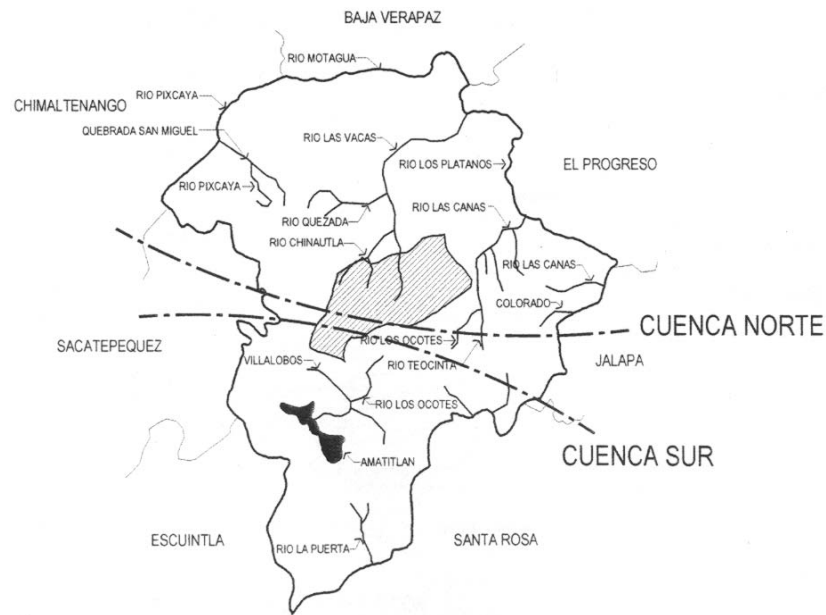 BAJA VERAPAZ
RIO MOTAGUA
RIO PIXCAYA
CHIMALTENANGO
QUEBRADA SAN MIGUEL
RIO LAS VACAS
RIO LOS PLATANOS
EL PROGRESO
RIO PIXCAYA
RIO LAS CANAS
RIO QUEZADA
RIO CHINAUTLA
RIO LAS CANAS
COLORADO
CUENCA NORTE
RIO LOS OCOTES
SACATEPEQUEZ
VILLALOBOS
RIO TEOCINTA
JALAPA
RIO LOS OCOTES
CUENCA SUR
AMATITLAN
ESCUINTLA
RIO LA PUERTA
SANTA ROSA